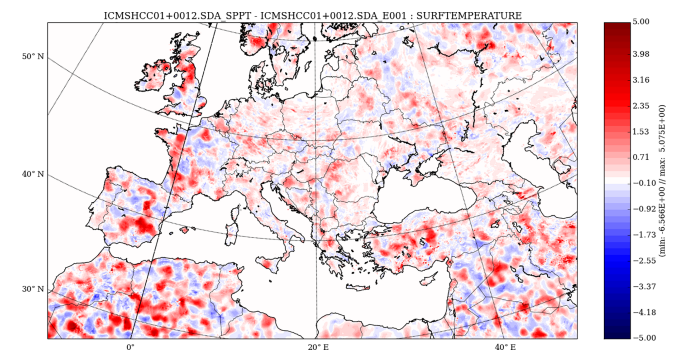 ICMSHCC01+0012.SDA_SPPT - ICMSHCC01+0012.SDA_E001 : SURFTEMPERATURE
50° N
40° N
30° N
0°
20° E
40° E
5.00
3.98
3.16
2.35
1.53
0.71
-0.10
-0.92
-1.73
-2.55
-3.37
-4.18
-5.00
(min: -6.566E+00 // max: 5.075E+00)